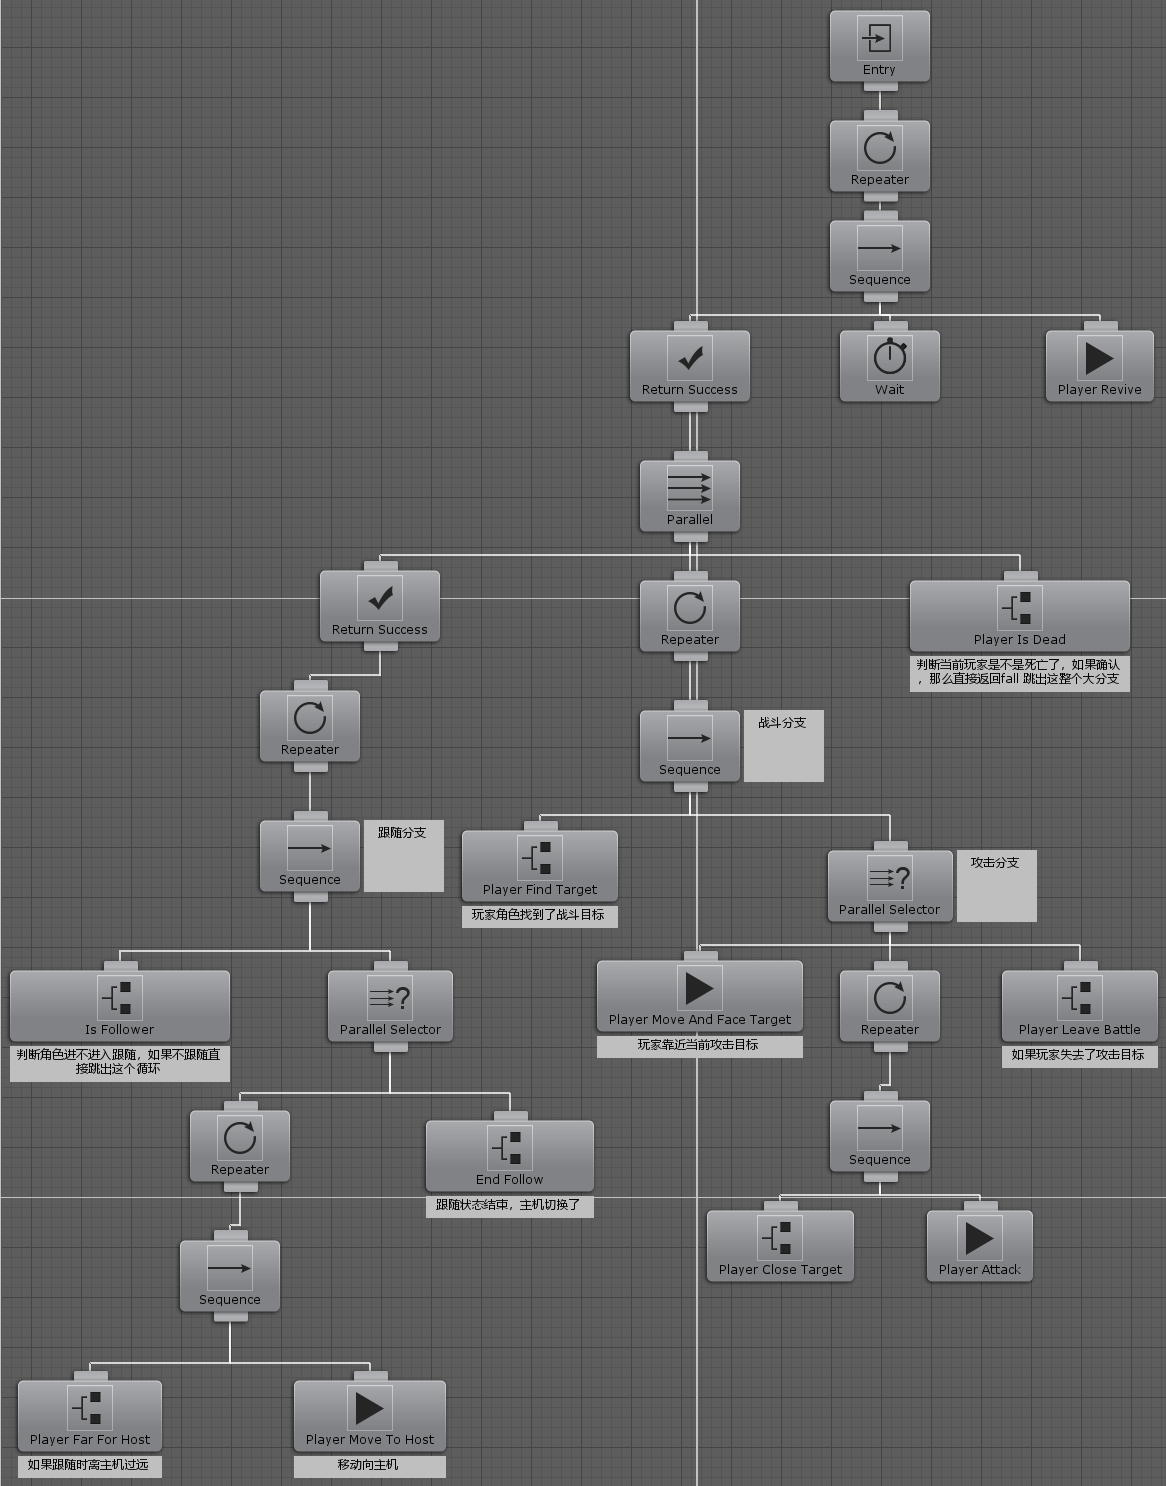 Entry
Repeater
Sequence
Return Success
Wait
Player Revive
Parallel
Return Success
Repeater
Player Is Dead
判断当前玩家是不是死亡了，如果确认
，那么直接返回fall 跳出这整个大分支
Repeater
Sequence
战斗分支
Sequence
跟随分支
Player Find Target
玩家角色找到了战斗目标
Parallel Selector
攻击分支
Is Follower
判断角色进不进入跟随，如果不跟随直
接跳出这个循环
Parallel Selector
Player Move And Face Target
玩家靠近当前攻击目标
Repeater
Player Leave Battle
如果玩家失去了攻击目标
Repeater
End Follow
跟随状态结束，主机切换了
Sequence
Player Close Target
Player Attack
Sequence
Player Far For Host
如果跟随时离主机过远
Player Move To Host
移动向主机